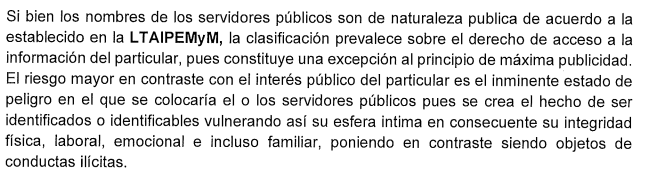 Si bien los nombres de los servidores públicos son de naturaleza publica de acuerdo a la
establecido en la LTAIPEMyM, la clasificación prevalece sobre el derecho de acceso a la
información del particular, pues constituye una excepción al principio de máxima publicidad.
El riesgo mayor en contraste con el interés público del particular es el inminente estado de
peligro en el que se colocaría el o los servidores públicos pues se crea el hecho de ser
identificados o identificables vulnerando así su esfera intima en consecuente su integridad
física, laboral, emocional e incluso familiar, poniendo en contraste siendo objetos de
conductas ilícitas.